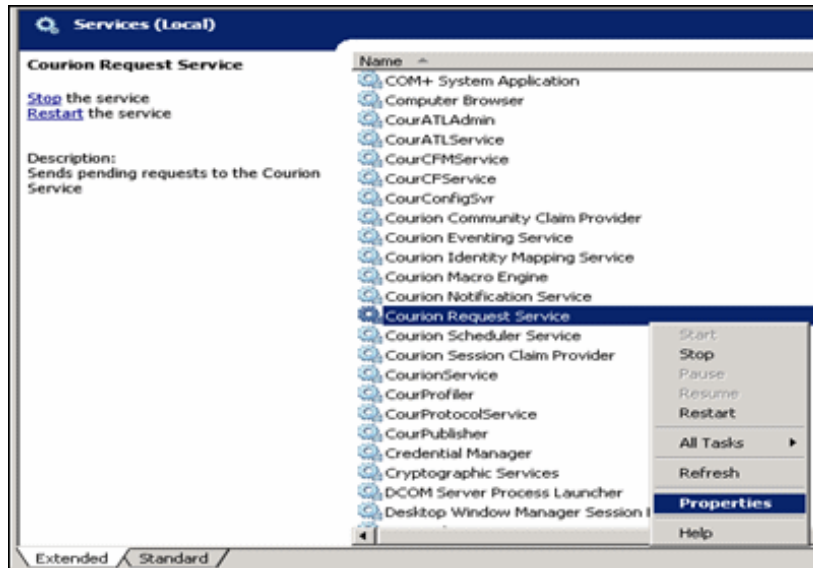 Services (Local)
Courion Request Service
Stop the service
Restart the service
Description:
Sends pending requests to the Courion
Service
Name
COM+ System Application
Computer Browser
CourATLAdmin
CourATLService
CourCFMService
CourCFService
CourConfigSvr
Courion Community Claim Provider
Courion Eventing Service
Courion Identity Mapping Service
Courion Macro Engine
Courion Notification Service
Courion Request Service
Courion Scheduler Service
Courion Session Claim Provider
CourionService
CourProfiler
CourProtocolService
CourPublisher
Credential Manager
Cryptographic Services
DCOM Server Process Launcher
Desktop Window Manager Session
Start
Stop
Pause
Resume
Restart
All Tasks
Refresh
Properties
Help
Extended
Standard